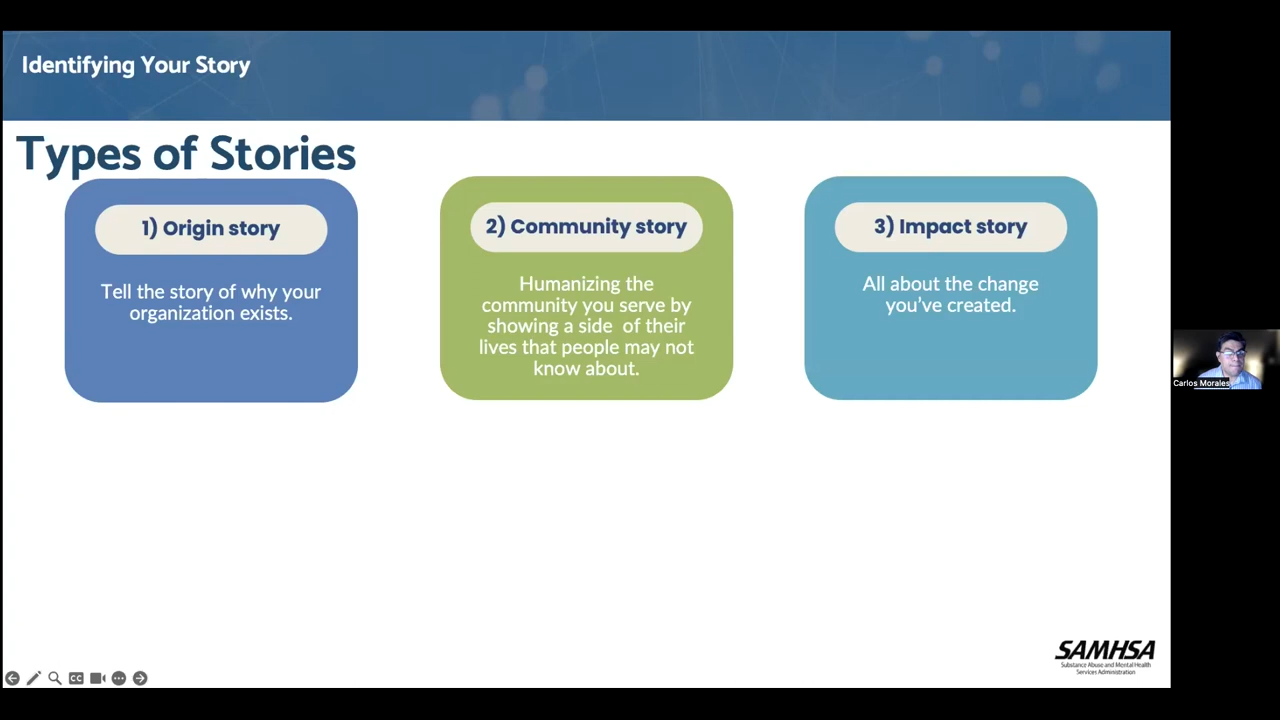 Identifying Your Story
Types of Stories
1) Origin story
Tell the story of why your
organization exists.
2) Community story
Humanizing the
community you serve by
showing a side of their
lives that people may not
know about.
3) Impact story
All about the change
you've created.
Carlos Morales
SAMHSA
Substance Abuse and Mental Health
Services Administration
CC